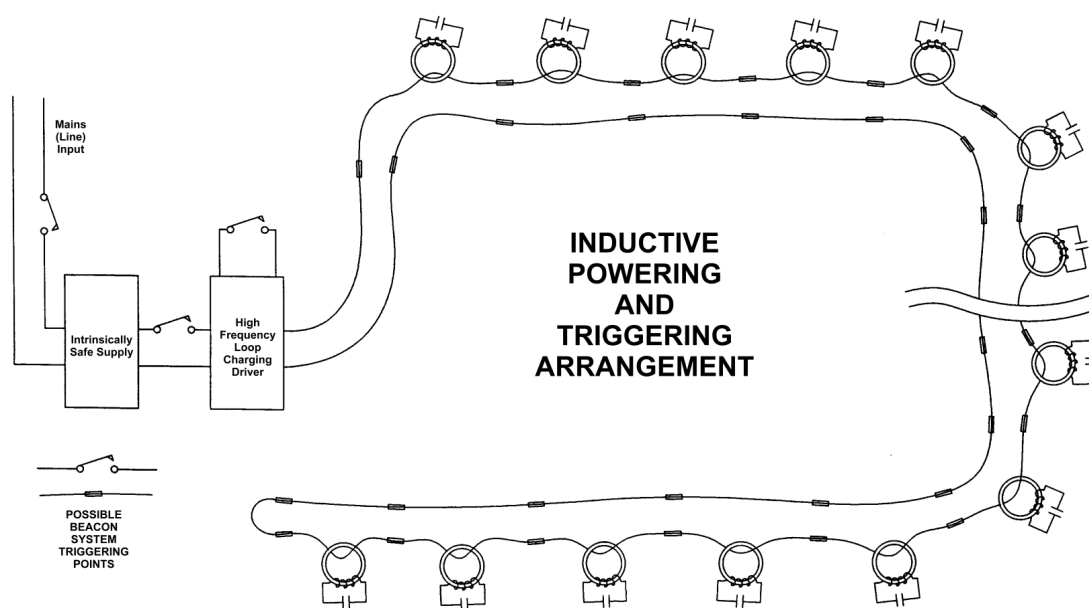 Mains
(Line)
Input
Intrinsically
Safe Supply
High
Frequency
Loop
Charging
Driver
INDUCTIVE
POWERING
AND
TRIGGERING
ARRANGEMENT
POSSIBLE
BEACON
SYSTEM
TRIGGERING
POINTS